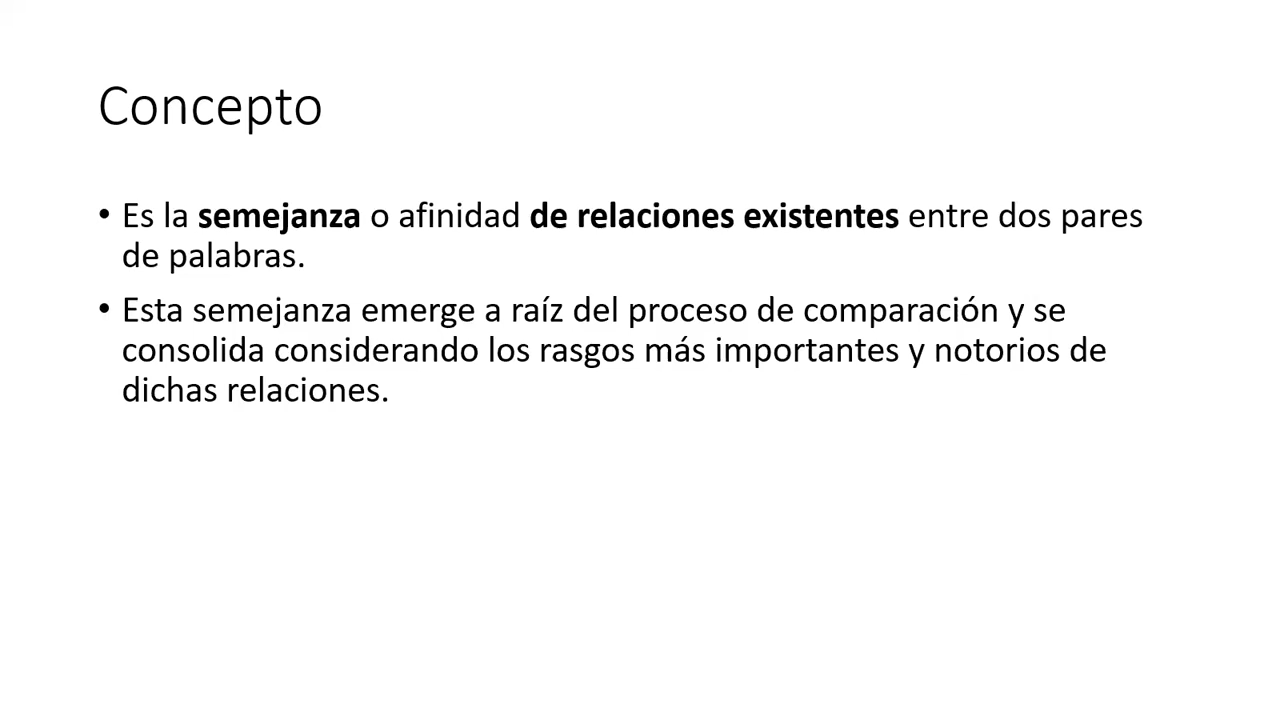 Concepto
• Es la semejanza o afinidad de relaciones existentes entre dos pares
de palabras.
• Esta semejanza emerge a raíz del proceso de comparación y se
consolida considerando los rasgos más importantes y notorios de
dichas relaciones.